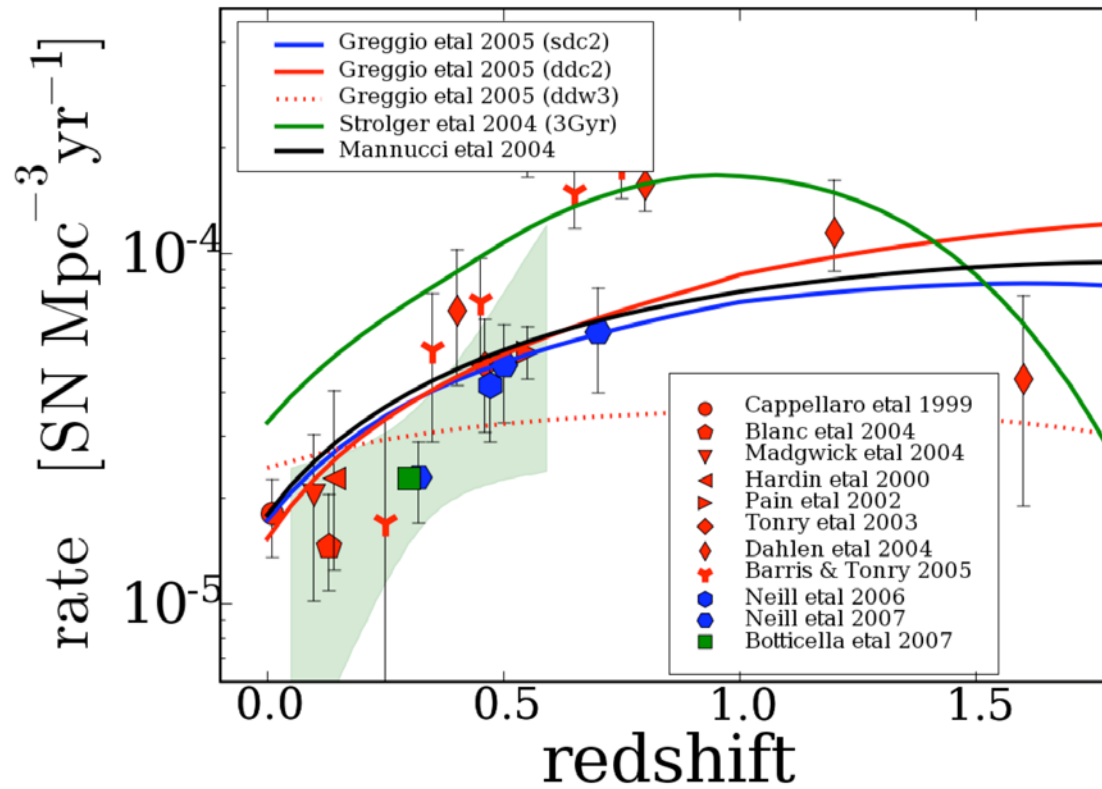 rate [SN Mpc⁻³ yr⁻¹]
10⁻⁴
10⁻⁵
Greggio etal 2005 (sdc2)
Greggio etal 2005 (ddc2)
Greggio etal 2005 (ddw3)
Strolger etal 2004 (3Gyr)
Mannucci etal 2004
Cappellaro etal 1999
Blanc etal 2004
Madgwick etal 2004
Hardin etal 2000
Pain etal 2002
Tonry etal 2003
Dahlen etal 2004
Barris & Tonry 2005
Neill etal 2006
Neill etal 2007
Botticella etal 2007
0.0 0.5 1.0 1.5
redshift